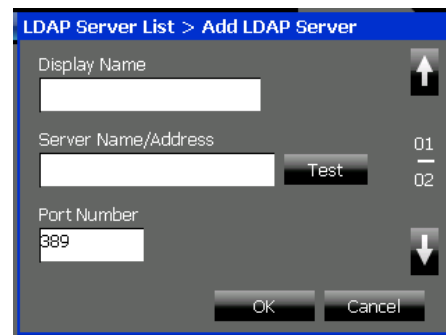 LDAP Server List > Add LDAP Server
Display Name
Server Name/Address
01
Test
02
Port Number
389
OK Cancel